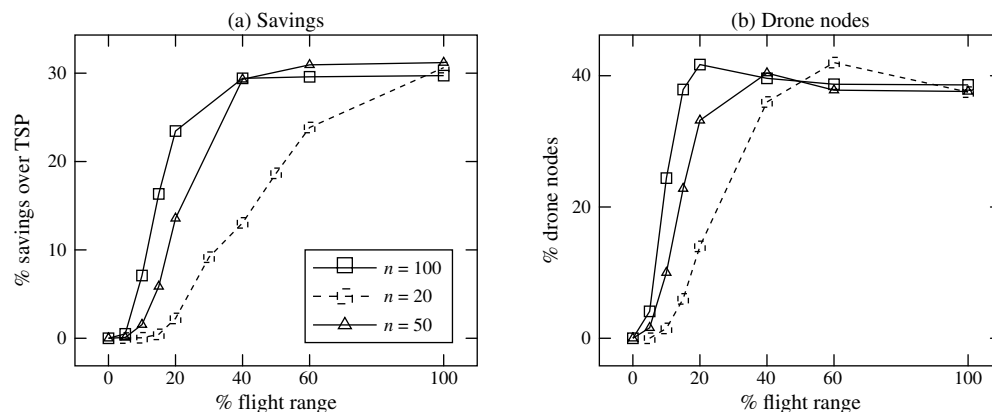 (a) Savings
% savings over TSP
30
20
10
0
n = 100
n = 20
n = 50
0 20 40 60 100
% flight range
(b) Drone nodes
% drone nodes
40
20
0
0 20 40 60 100
% flight range